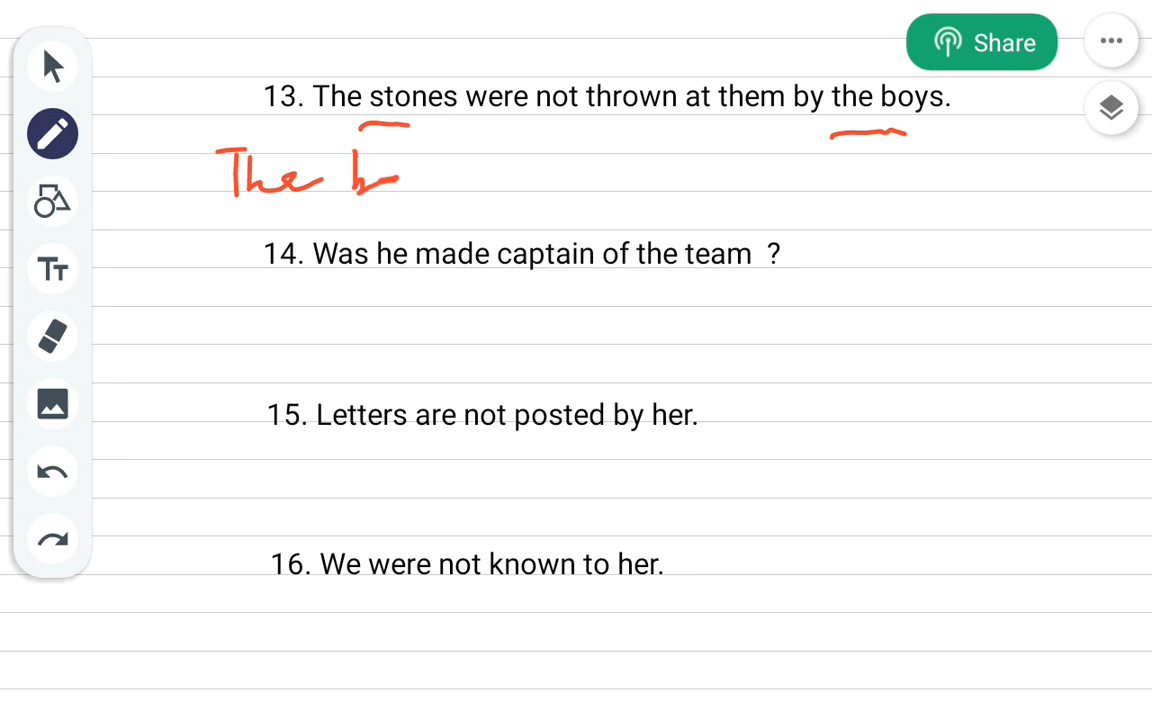 Share
13. The stones were not thrown at them by the boys.
The b
14. Was he made captain of the team ?
TT
15. Letters are not posted by her.
16. We were not known to her.